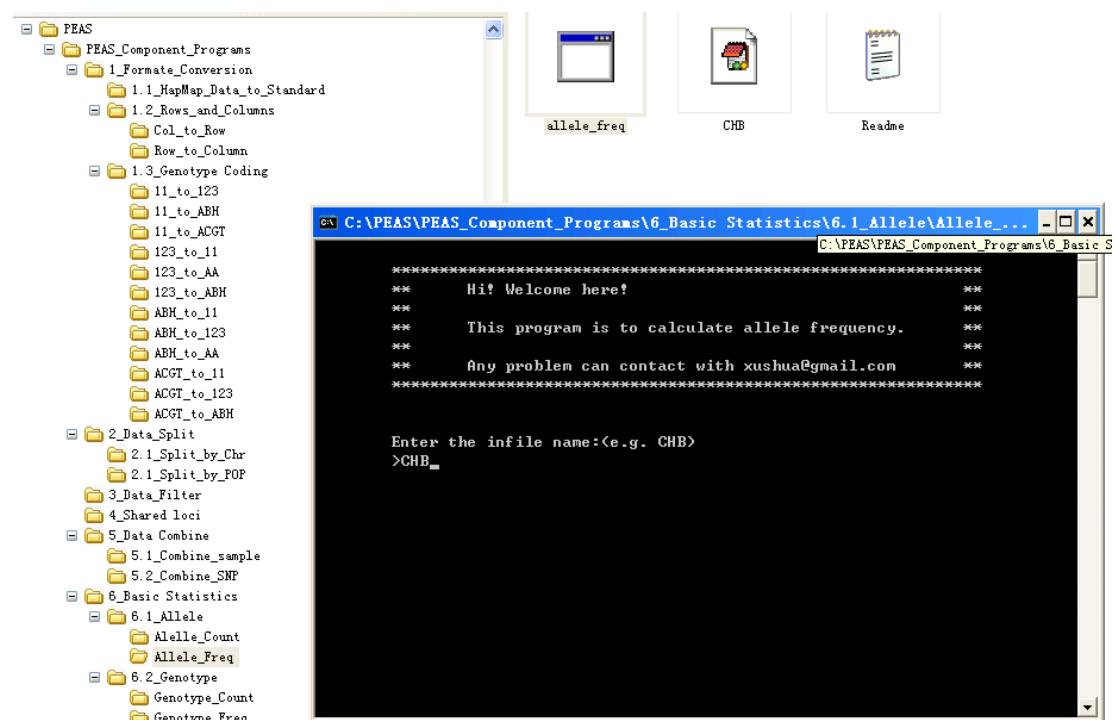 PEAS
PEAS_Component_Programs
1_Formate_Conversion
1.1_HapMap_Data_to_Standard
1.2_Rows_and_Columns
Col_to_Row
Row_to_Column
1.3_Genotype Coding
11_to_123
11_to_ABH
11_to_ACGT
123_to_11
123_to_AA
123_to_ABH
ABH_to_11
ABH_to_123
ABH_to_AA
ACGT_to_11
ACGT_to_123
ACGT_to_ABH
2_Data_Split
2.1_Split_by_Chr
2.1_Split_by_POP
3_Data_Filter
4_Shared loci
5_Data Combine
5.1_Combine_sample
5.2_Combine_SNP
6_Basic Statistics
6.1_Allele
Alelle_Count
Allele_Freq
6.2_Genotype
Genotype_Count
Genotype_Freq
allele_freq
CHB
Readme
C:\PEAS\PEAS_Component_Programs\6_Basic Statistics\6.1_Allele\Allele_...
C:\PEAS\PEAS_Component_Programs\6_Basic S
**************************************************************
** Hi! Welcome here! **
** **
** This program is to calculate allele frequency. **
** **
** Any problem can contact with xushua@gmail.com **
**************************************************************
Enter the infile name:(e.g. CHB)
>CHB_